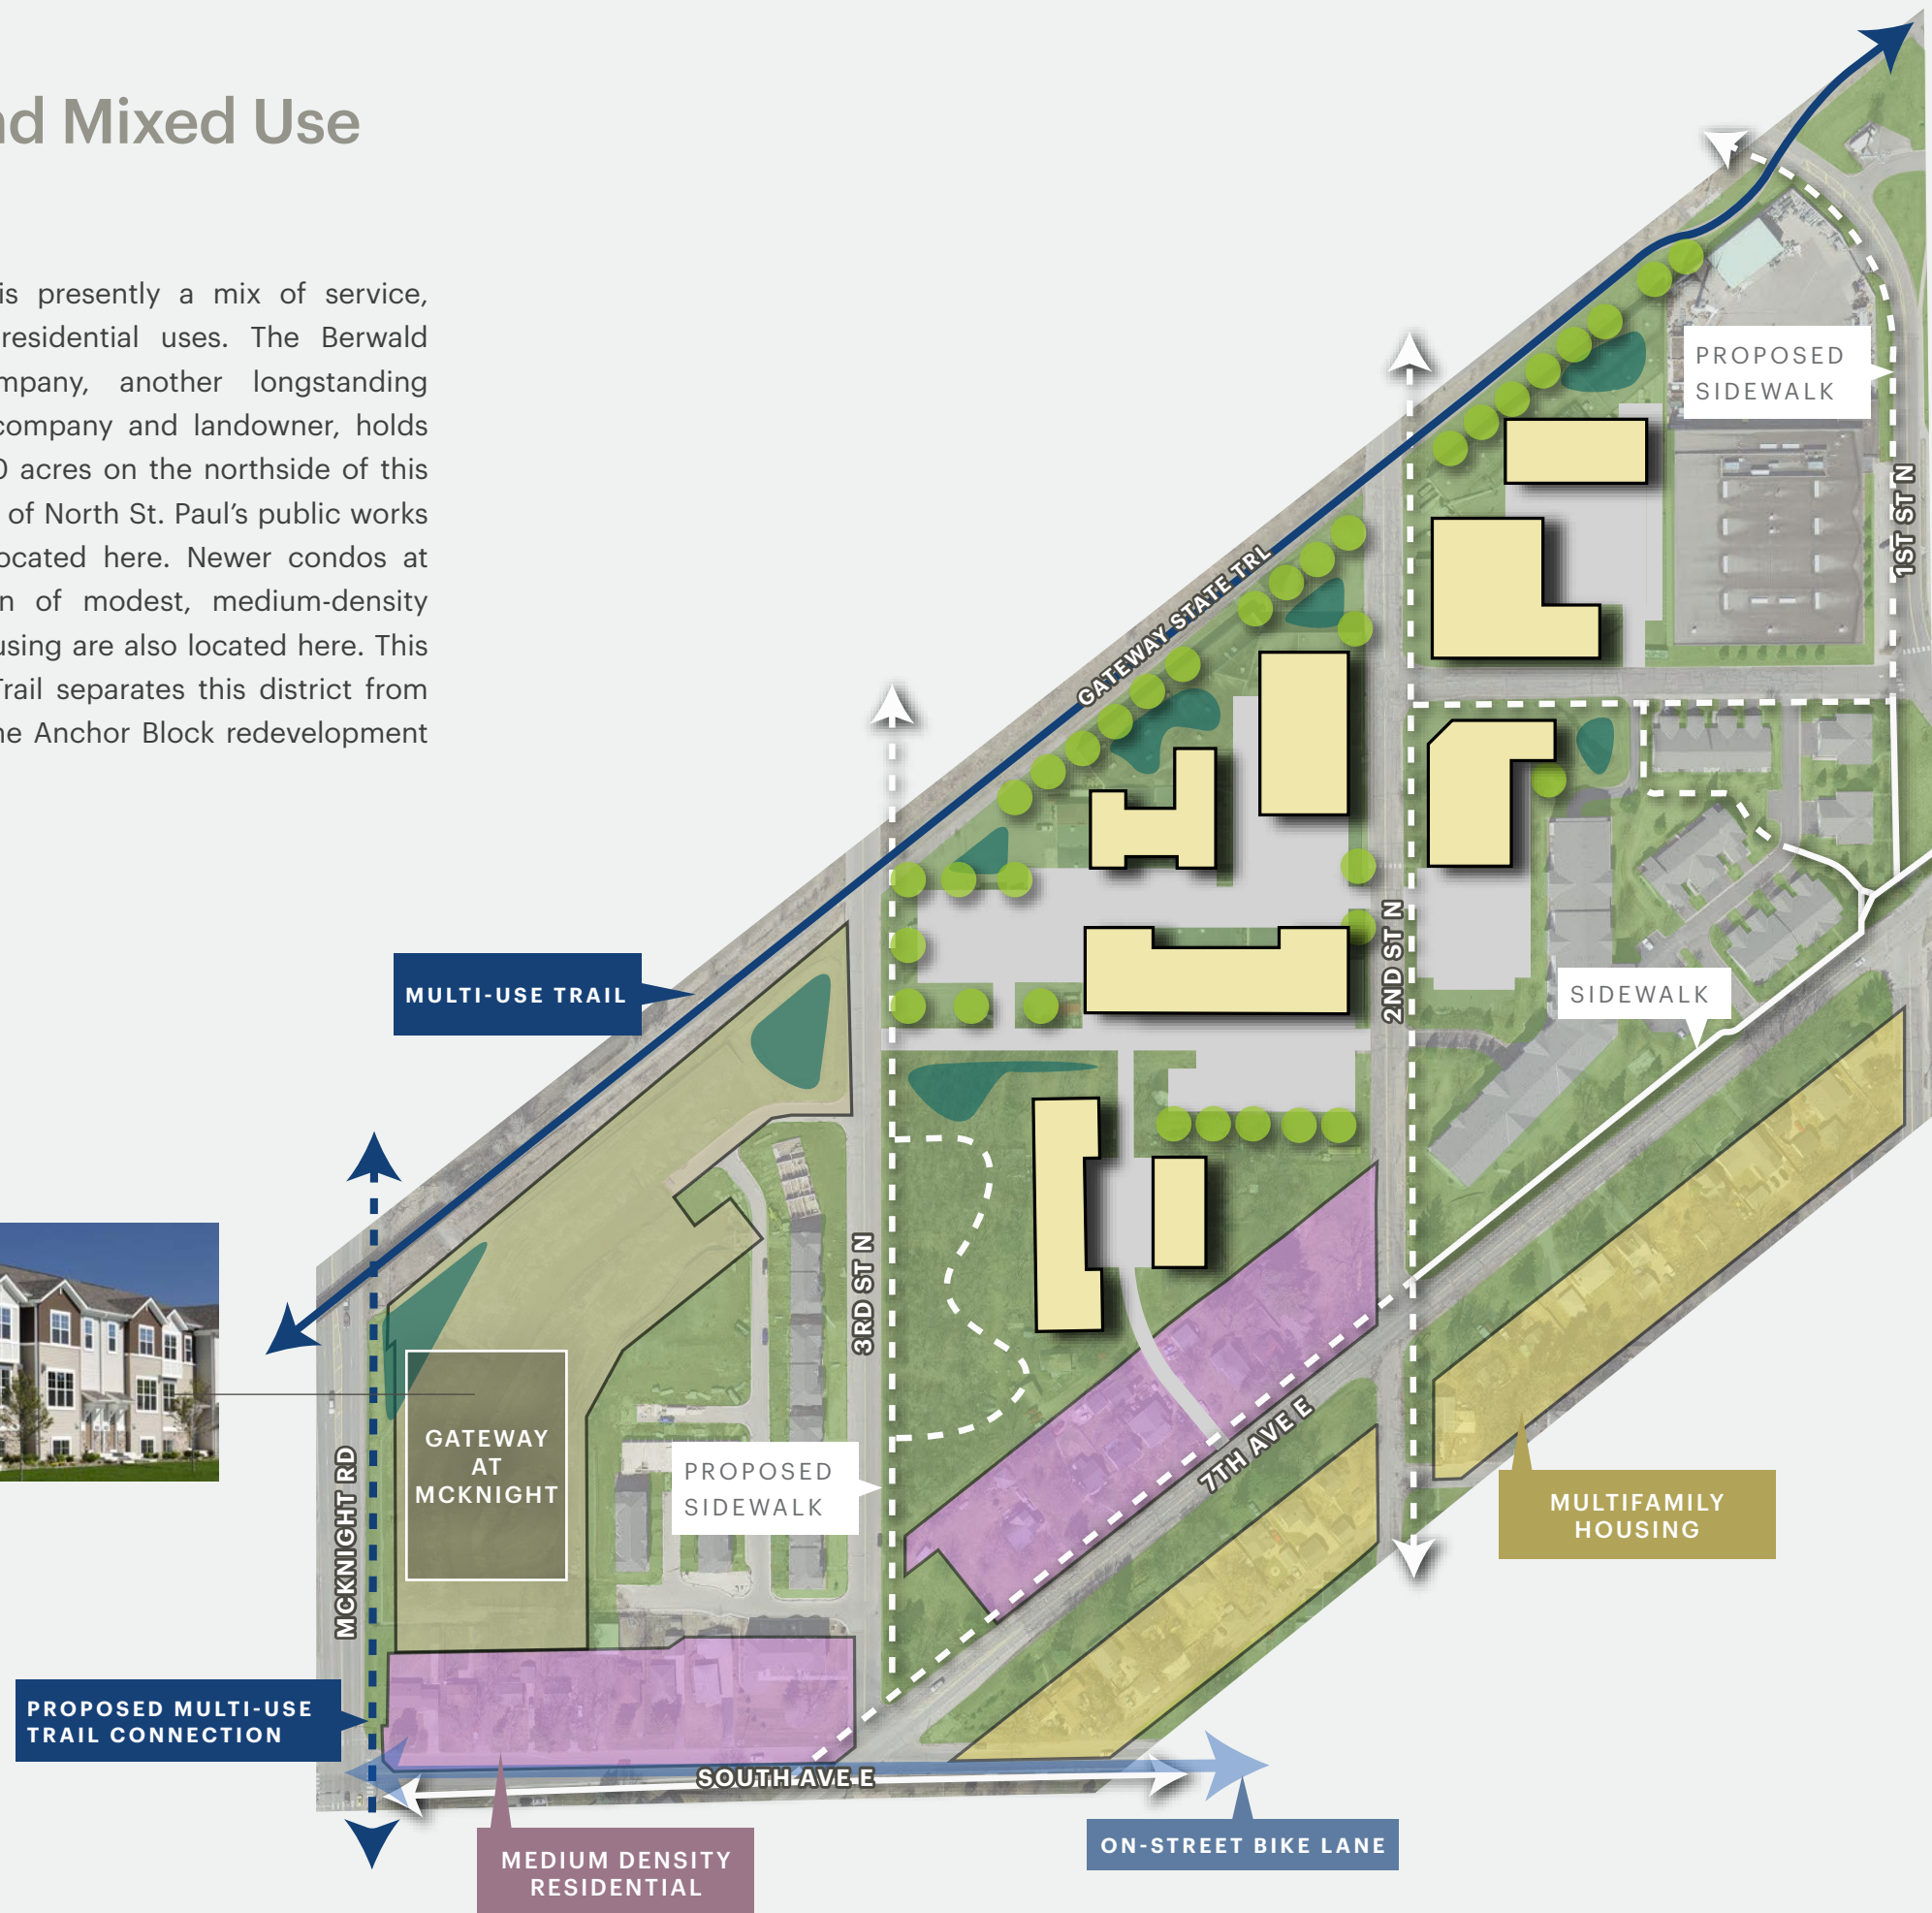 nd Mixed Use
is presently a mix of service,
residential uses. The Berwald
mpany, another longstanding
company and landowner, holds
0 acres on the northside of this
of North St. Paul's public works
ocated here. Newer condos at
n of modest, medium-density
using are also located here. This
Trail separates this district from
he Anchor Block redevelopment
PROPOSED
SIDEWALK
1ST ST N
GATEWAY STATE TRL
2ND ST N
MULTI-USE TRAIL
SIDEWALK
3RD ST N
GATEWAY
AT
MCKNIGHT
PROPOSED
SIDEWALK
7TH AVE E
MCKNIGHT RD
MULTIFAMILY
HOUSING
PROPOSED MULTI-USE
TRAIL CONNECTION
SOUTH AVE E
MEDIUM DENSITY
RESIDENTIAL
ON-STREET BIKE LANE